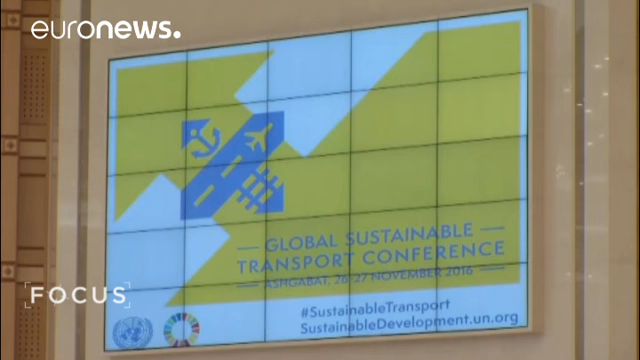 euronews.
GLOBAL SUSTAINABLE
TRANSPORT CONFERENCE
ASHGABAT, 26-27 NOVEMBER 2016
FOCUS
#SustainableTransport
SustainableDevelopment.un.org